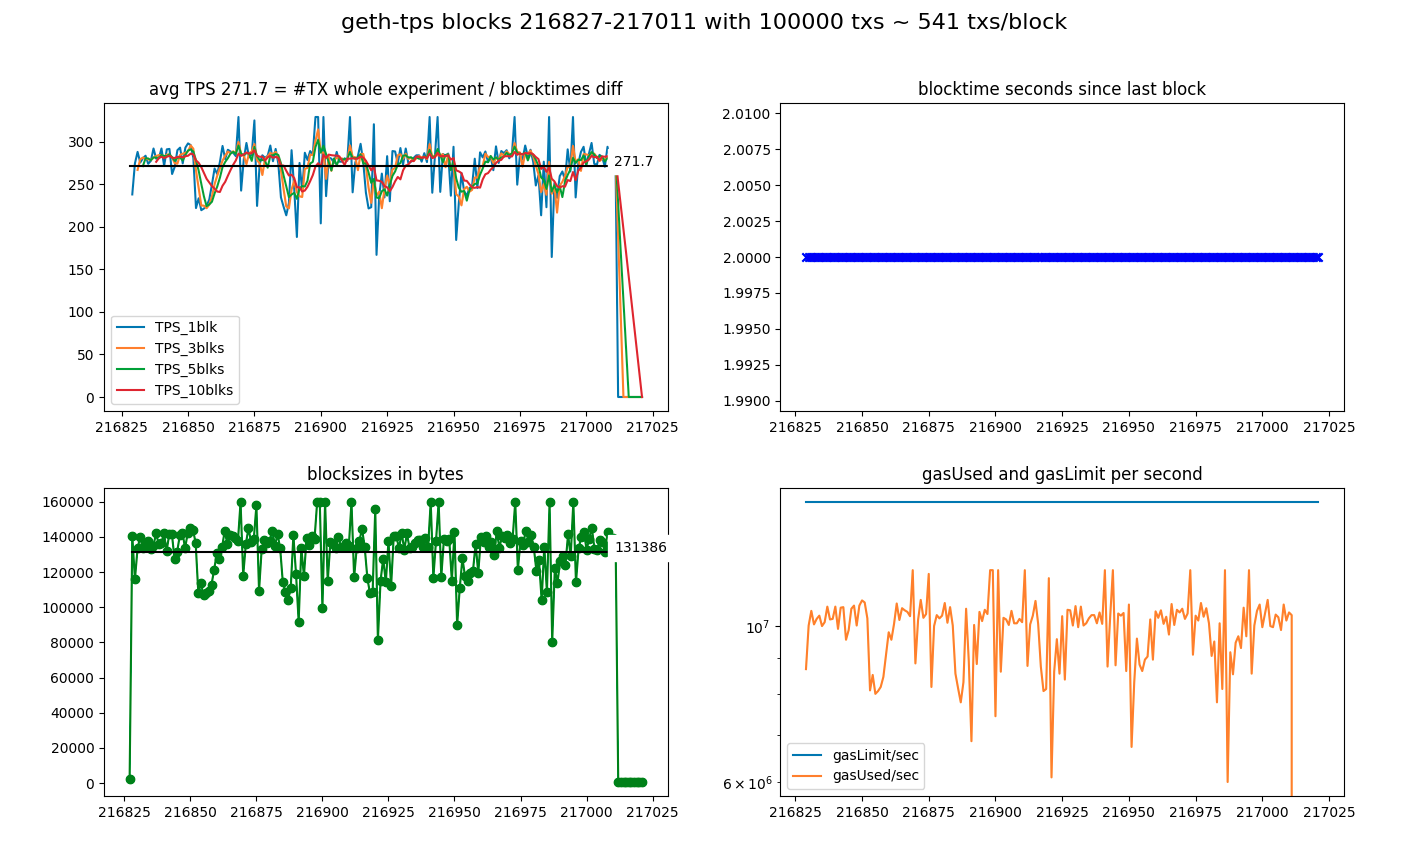 geth-tps blocks 216827-217011 with 100000 txs ~ 541 txs/block
avg TPS 271.7 = #TX whole experiment / blocktimes diff
300
250
200
150
100
50
0
271.7
TPS_1blk
TPS_3blks
TPS_5blks
TPS_10blks
216825 216850 216875 216900 216925 216950 216975 217000 217025
blocktime seconds since last block
2.0100
2.0075
2.0050
2.0025
2.0000
1.9975
1.9950
1.9925
1.9900
216825 216850 216875 216900 216925 216950 216975 217000 217025
blocksizes in bytes
160000
140000
120000
100000
80000
60000
40000
20000
0
131386
216825 216850 216875 216900 216925 216950 216975 217000 217025
gasUsed and gasLimit per second
10⁷
6 × 10⁶
gasLimit/sec
gasUsed/sec
216825 216850 216875 216900 216925 216950 216975 217000 217025